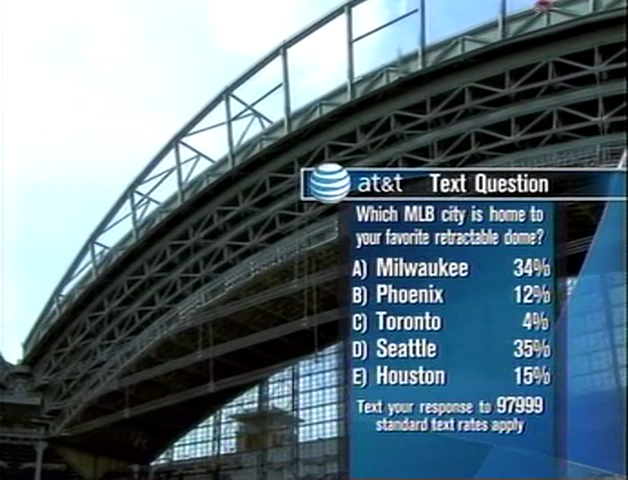 at&t Text Question
Which MLB city is home to
your favorite retractable dome?
A) Milwaukee 34%
B) Phoenix 12%
C) Toronto 4%
D) Seattle 35%
E) Houston 15%
Text your response to 97999
standard text rates apply